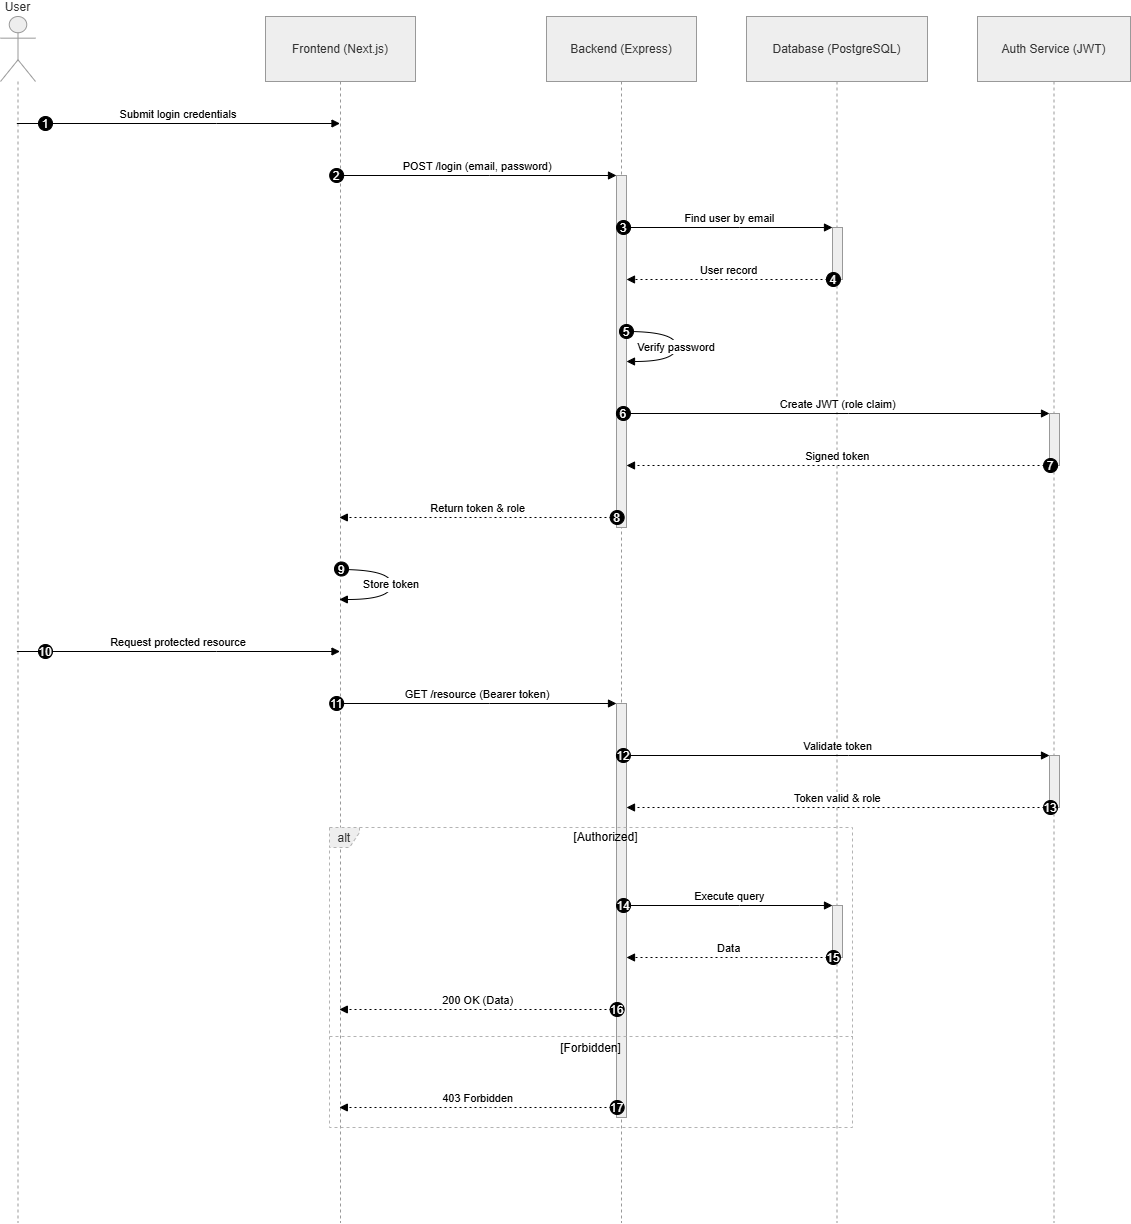 User
Frontend (Next.js)
Backend (Express)
Database (PostgreSQL)
Auth Service (JWT)
1
Submit login credentials
2
POST /login (email, password)
3
Find user by email
User record
4
5
Verify password
6
Create JWT (role claim)
Signed token
7
Return token & role
8
9
Store token
10
Request protected resource
11
GET /resource (Bearer token)
12
Validate token
Token valid & role
13
alt
[Authorized]
14
Execute query
Data
15
200 OK (Data)
16
[Forbidden]
403 Forbidden
17